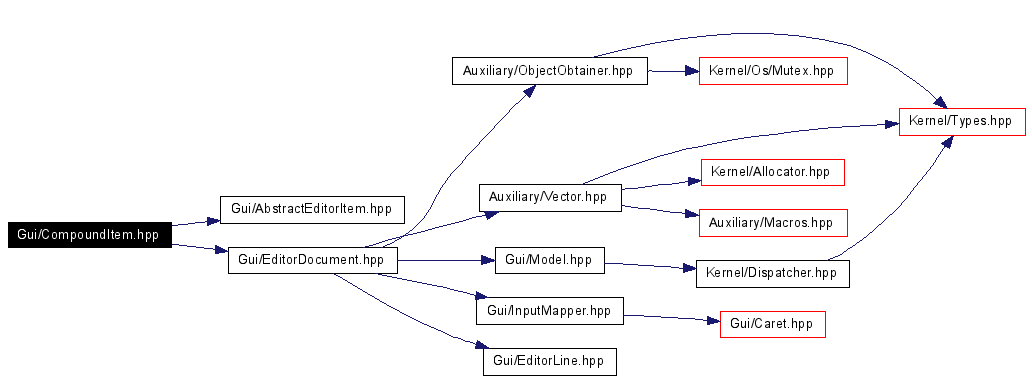 Auxiliary/ObjectObtainer.hpp
Kernel/Os/Mutex.hpp
Kernel/Types.hpp
Kernel/Allocator.hpp
Auxiliary/Vector.hpp
Gui/AbstractEditorItem.hpp
Auxiliary/Macros.hpp
Gui/CompoundItem.hpp
Gui/EditorDocument.hpp
Gui/Model.hpp
Kernel/Dispatcher.hpp
Gui/InputMapper.hpp
Gui/Caret.hpp
Gui/EditorLine.hpp